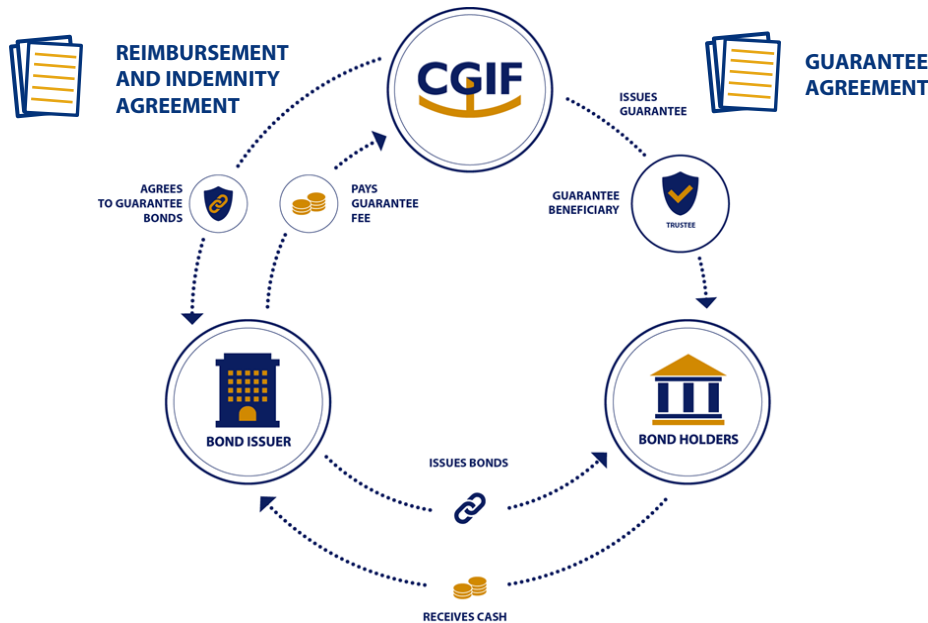 REIMBURSEMENT
AND INDEMNITY
AGREEMENT
CGIF
GUARANTEE
AGREEMENT
ISSUES
GUARANTEE
AGREES
TO GUARANTEE
BONDS
PAYS
GUARANTEE
FEE
GUARANTEE
BENEFICIARY
TRUSTEE
BOND ISSUER
BOND HOLDERS
ISSUES BONDS
RECEIVES CASH